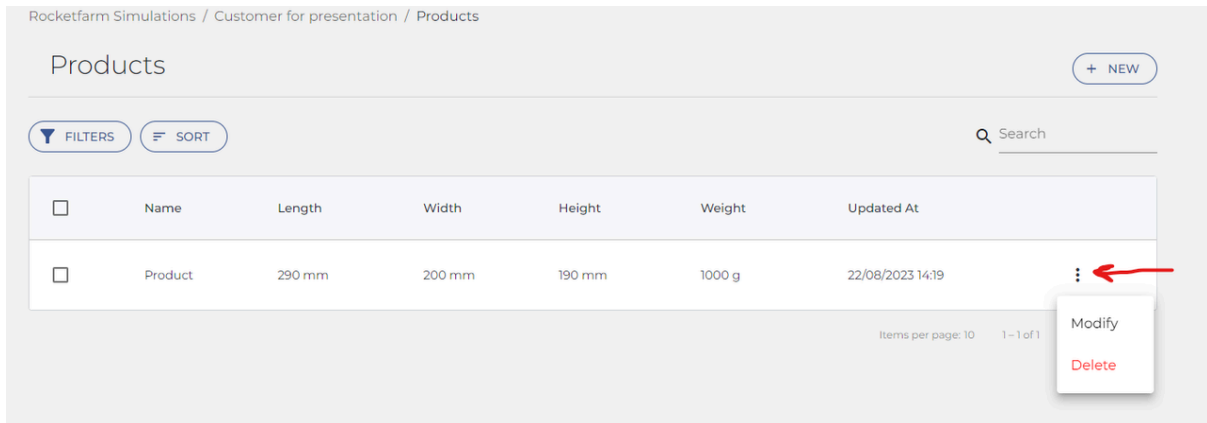 Rocketfarm Simulations / Customer for presentation / Products
Products
+ NEW
FILTERS SORT Search
Name Length Width Height Weight Updated At
Product 290 mm 200 mm 190 mm 1000 g 22/08/2023 14:19
Modify
Items per page: 10 1 – 1 of 1
Delete